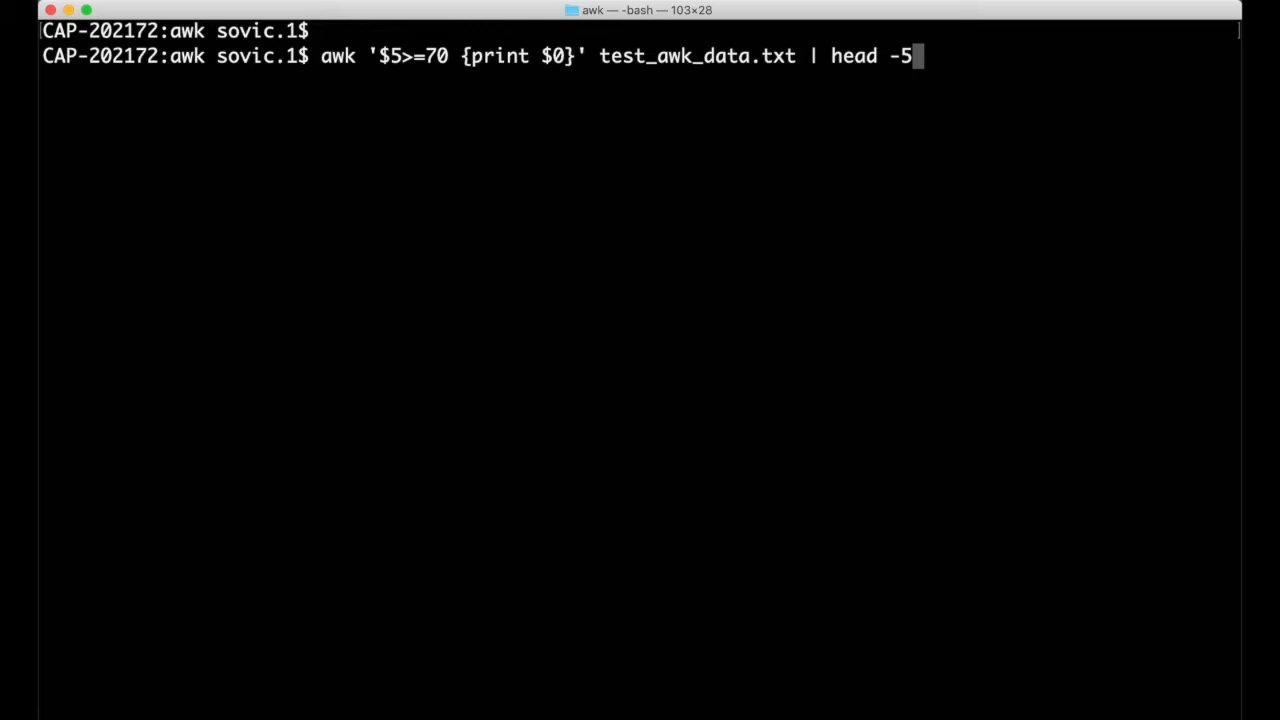 awk — -bash — 103×28
CAP-202172:awk sovic.1$
CAP-202172:awk sovic.1$ awk '$5>=70 {print $0}' test_awk_data.txt | head -5